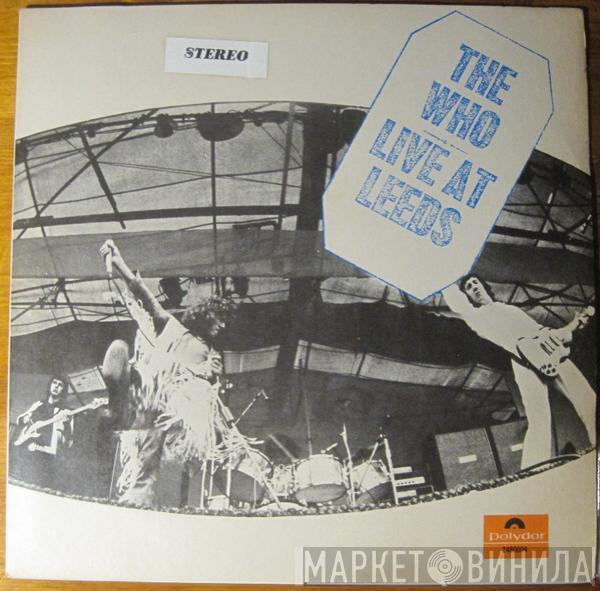 STEREO
THE
WHO
LIVE AT
LEEDS
Polydor
МАРКЕТ ВИНИЛА